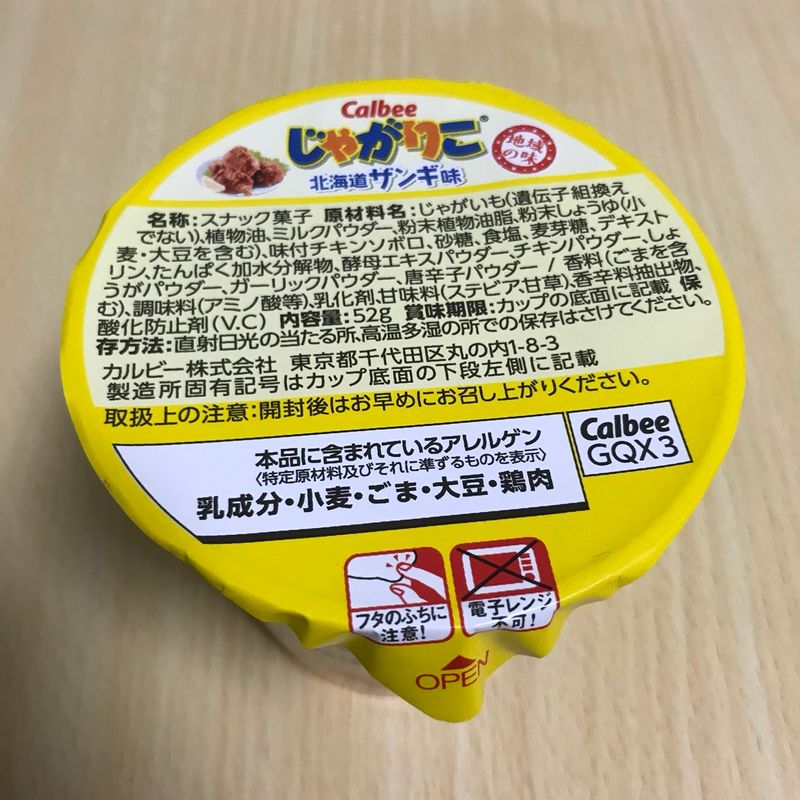 Calbee
じゃがりこ®
地域
の味
北海道ザンギ味
名称:スナック菓子 原材料名:じゃがいも(遺伝子組換え
でない)、植物油、ミルクパウダー、粉末植物油脂、粉末しょうゆ(小
麦・大豆を含む)、味付チキンソボロ、砂糖、食塩、麦芽糖、デキスト
リン、たんぱく加水分解物、酵母エキスパウダー、チキンパウダー、しょ
うがパウダー、ガーリックパウダー、唐辛子パウダー / 香料(ごまを含
む)、調味料(アミノ酸等)、乳化剤、甘味料(ステビア、甘草)、香辛料抽出物、
酸化防止剤(V.C) 内容量:52g 賞味期限:カップの底面に記載 保
存方法:直射日光の当たる所、高温多湿の所での保存はさけてください。
カルビー株式会社 東京都千代田区丸の内1-8-3
製造所固有記号はカップ底面の下段左側に記載
取扱上の注意:開封後はお早めにお召し上がりください。
本品に含まれているアレルゲン
〈特定原材料及びそれに準ずるものを表示〉
乳成分・小麦・ごま・大豆・鶏肉
Calbee
GQX3
フタのふちに
注意!
電子レンジ
不可!
OPEN